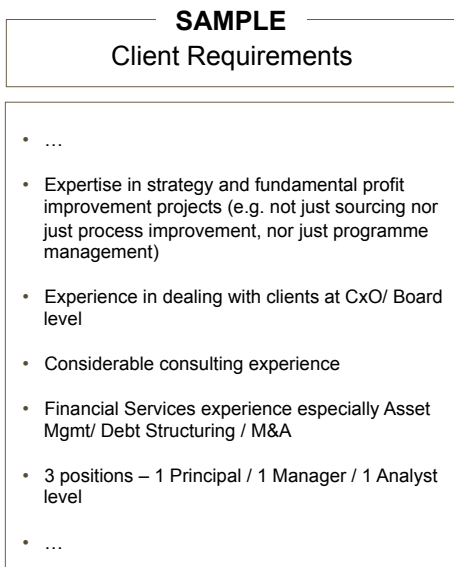 SAMPLE
Client Requirements
• …
• Expertise in strategy and fundamental profit
improvement projects (e.g. not just sourcing nor
just process improvement, nor just programme
management)
• Experience in dealing with clients at CxO/ Board
level
• Considerable consulting experience
• Financial Services experience especially Asset
Mgmt/ Debt Structuring / M&A
• 3 positions – 1 Principal / 1 Manager / 1 Analyst
level
• …